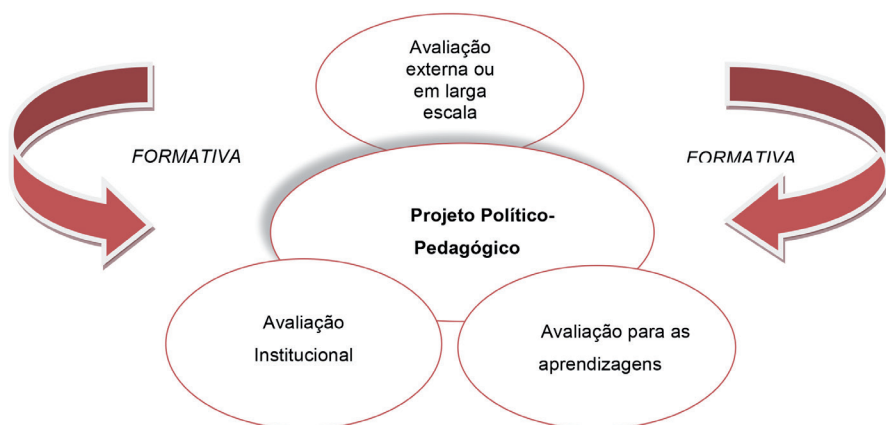 Avaliação
externa ou
em larga
escala
FORMATIVA
FORMATIVA
Projeto Político-
Pedagógico
Avaliação
Institucional
Avaliação para as
aprendizagens